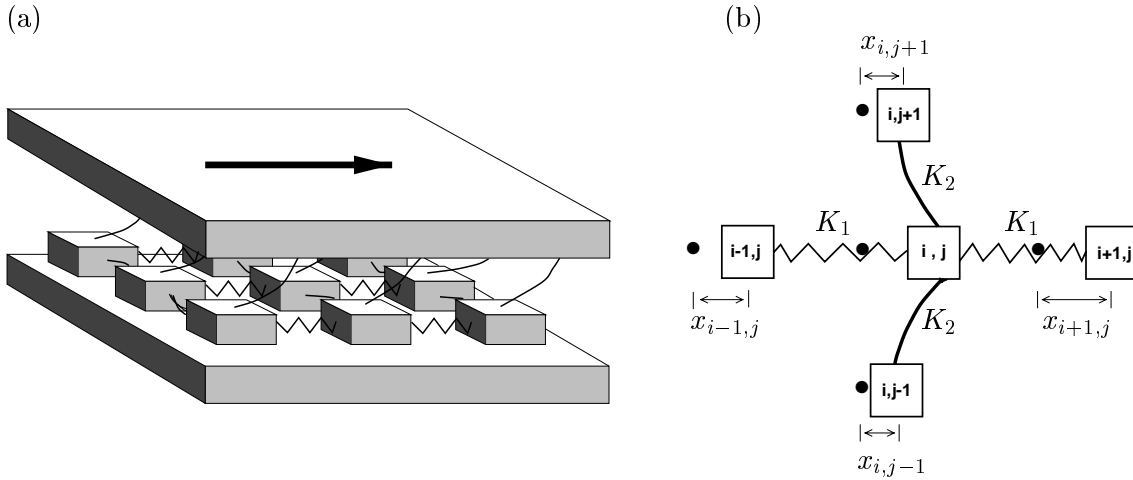 (a)
(b)
x_{i,j+1}
i,j+1
K_2
K_1
K_1
i-1,j
i , j
i+1,j
x_{i-1,j}
K_2
x_{i+1,j}
i,j-1
x_{i,j-1}